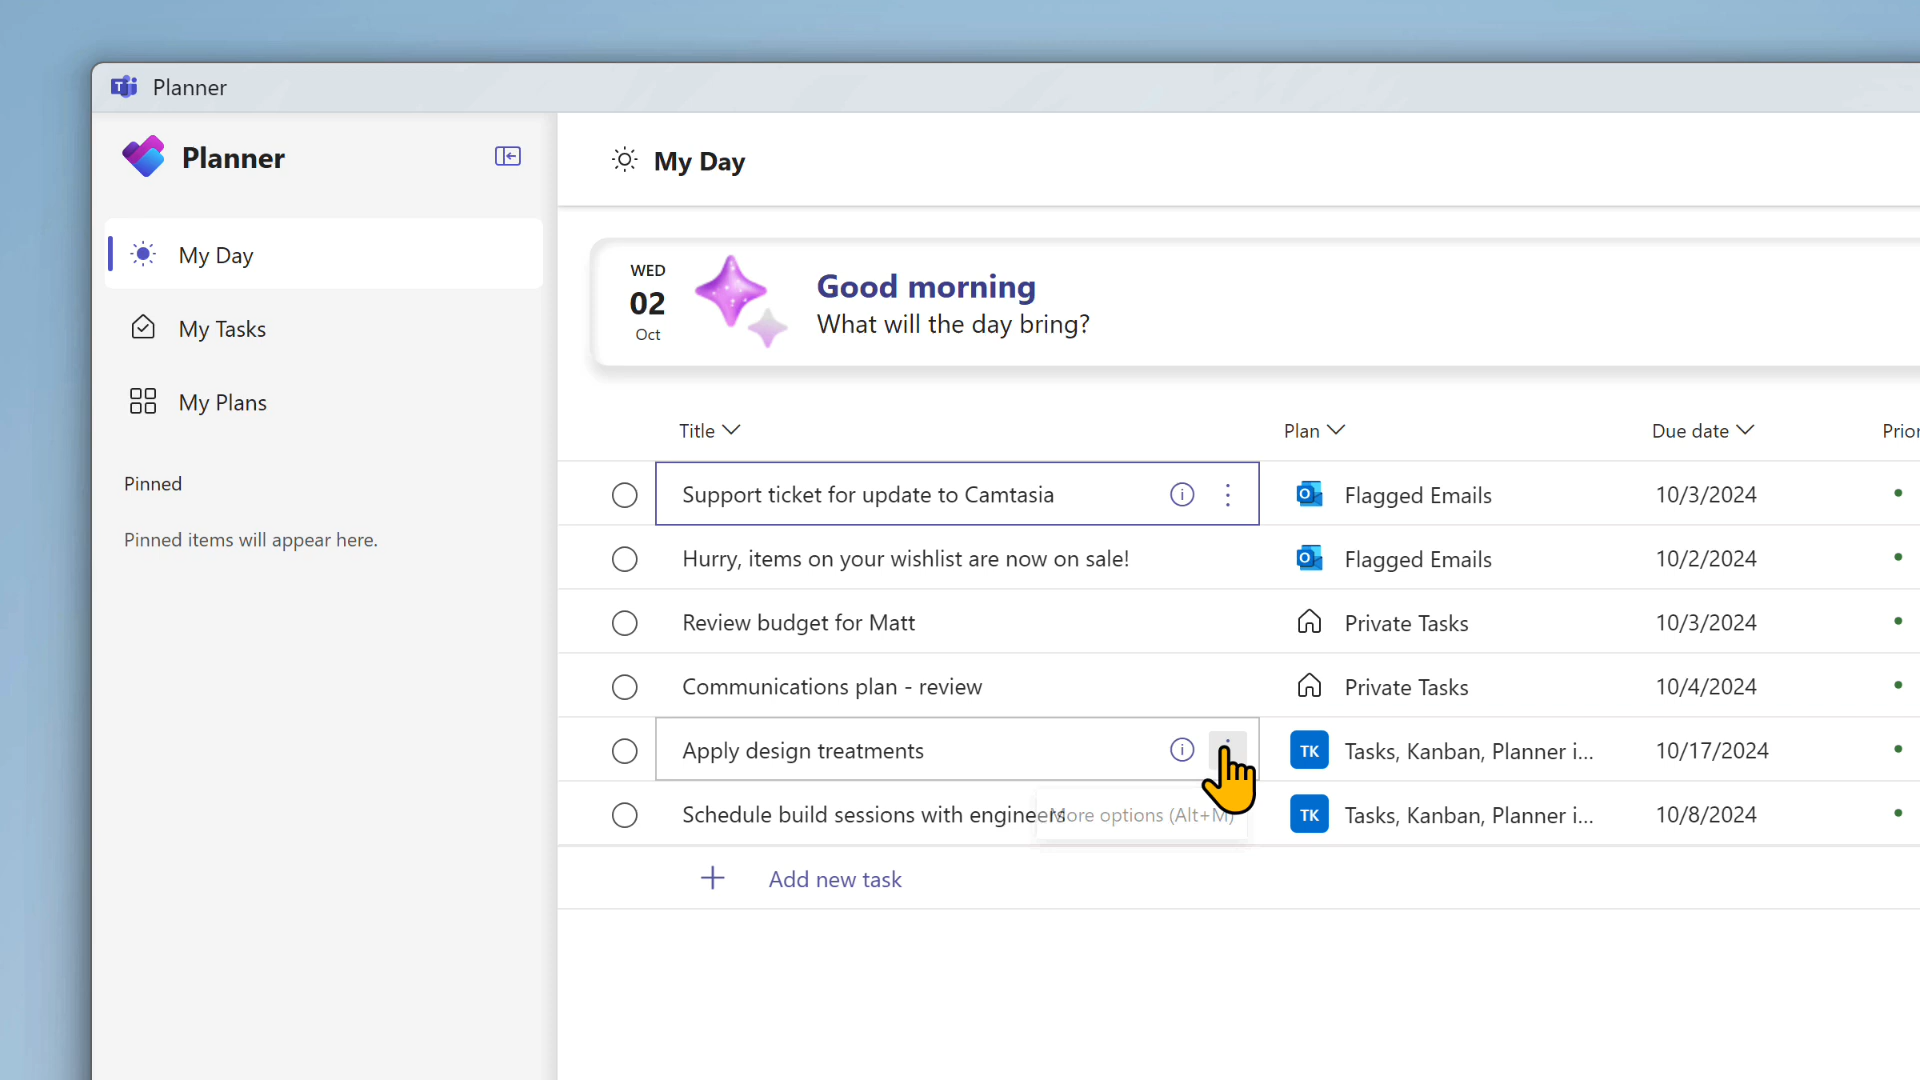 Planner
Planner
My Day
My Tasks
My Plans
Pinned
Pinned items will appear here.
My Day
WED
02
Oct
Good morning
What will the day bring?
Title Plan Due date Prior
Support ticket for update to Camtasia Flagged Emails 10/3/2024
Hurry, items on your wishlist are now on sale! Flagged Emails 10/2/2024
Review budget for Matt Private Tasks 10/3/2024
Communications plan - review Private Tasks 10/4/2024
Apply design treatments TK Tasks, Kanban, Planner i... 10/17/2024
Schedule build sessions with engineers More options (Alt+M) TK Tasks, Kanban, Planner i... 10/8/2024
Add new task